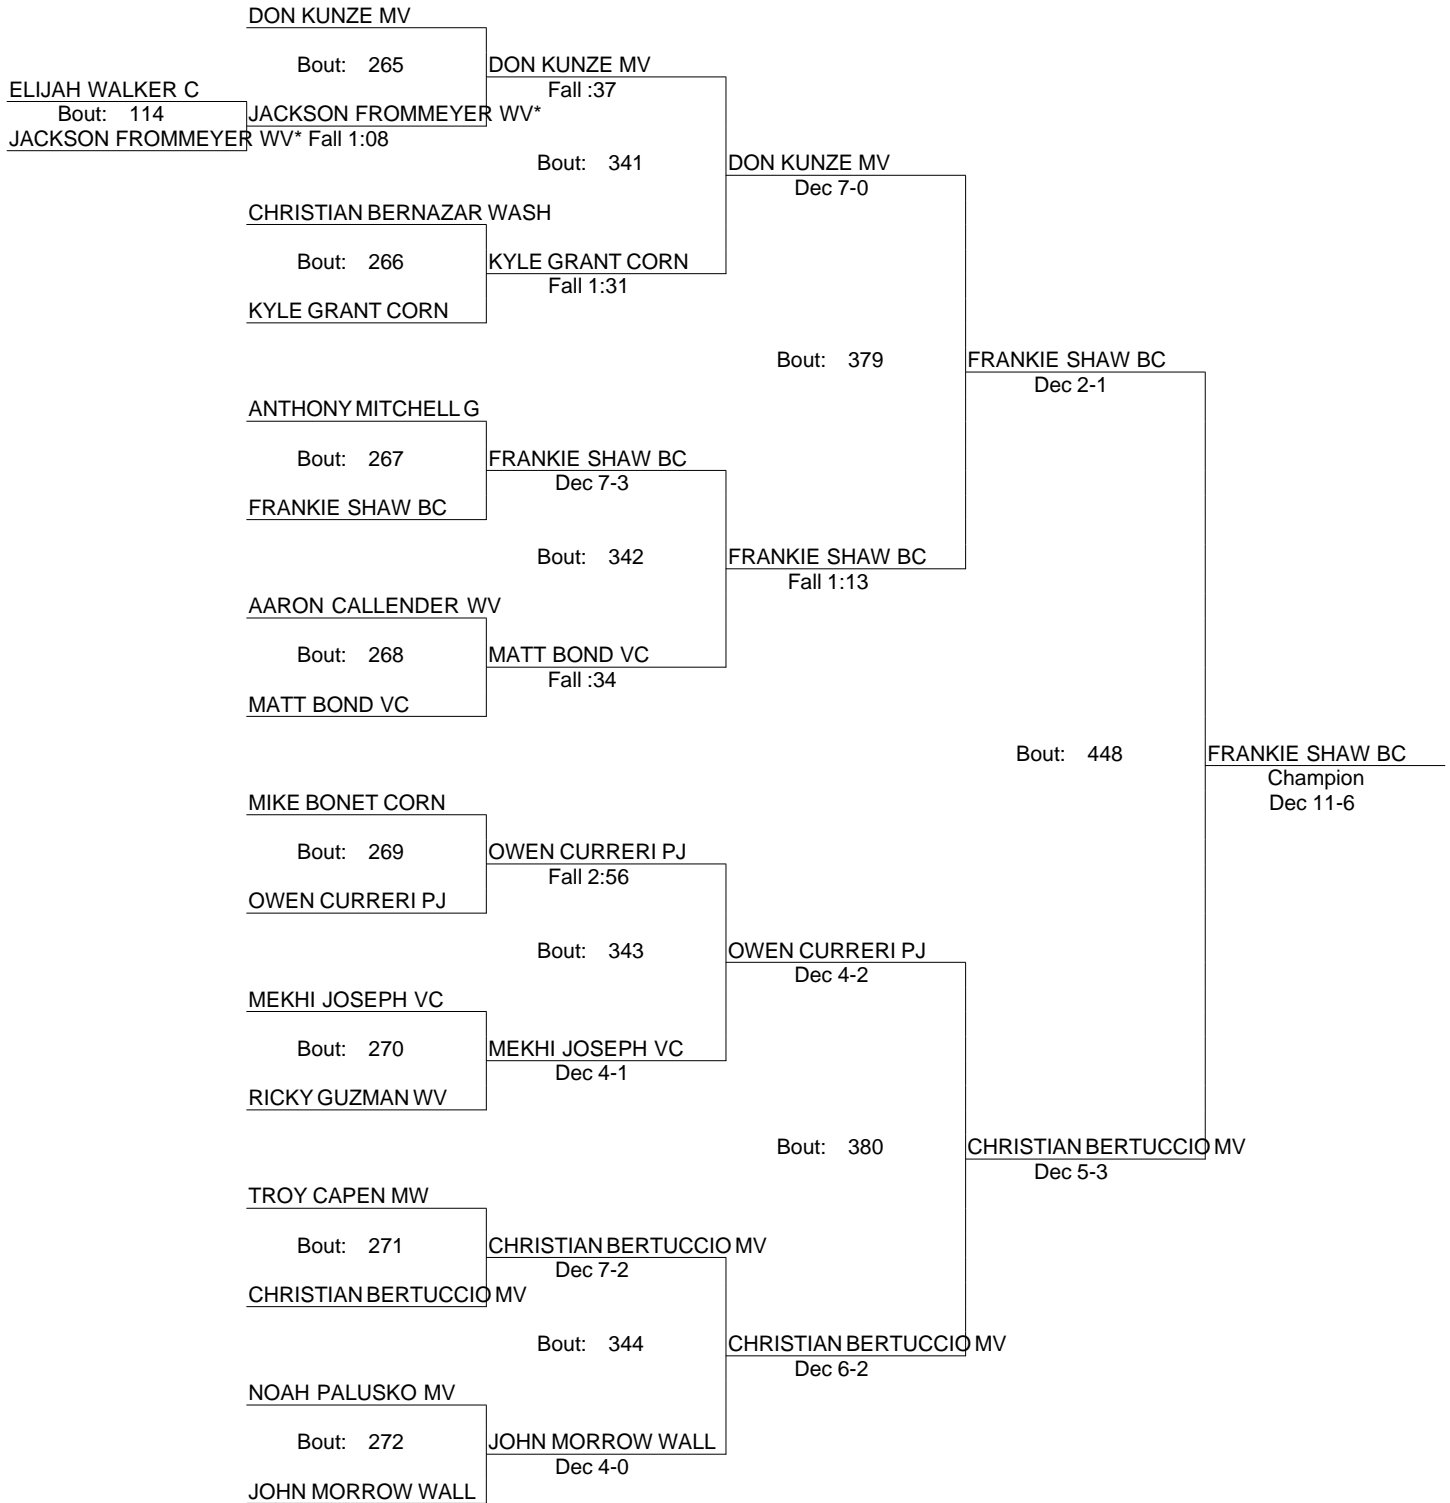 DON KUNZE MV
Bout: 265
DON KUNZE MV
Fall :37
ELIJAH WALKER C
Bout: 114
JACKSON FROMMEYER WV*
JACKSON FROMMEYER WV* Fall 1:08
Bout: 341
DON KUNZE MV
Dec 7-0
CHRISTIAN BERNAZAR WASH
Bout: 266
KYLE GRANT CORN
Fall 1:31
KYLE GRANT CORN
Bout: 379
FRANKIE SHAW BC
Dec 2-1
ANTHONY MITCHELL G
Bout: 267
FRANKIE SHAW BC
Dec 7-3
FRANKIE SHAW BC
Bout: 342
FRANKIE SHAW BC
Fall 1:13
AARON CALLENDER WV
Bout: 268
MATT BOND VC
Fall :34
MATT BOND VC
Bout: 448
FRANKIE SHAW BC
Champion
Dec 11-6
MIKE BONET CORN
Bout: 269
OWEN CURRERI PJ
Fall 2:56
OWEN CURRERI PJ
Bout: 343
OWEN CURRERI PJ
Dec 4-2
MEKHI JOSEPH VC
Bout: 270
MEKHI JOSEPH VC
Dec 4-1
RICKY GUZMAN WV
Bout: 380
CHRISTIAN BERTUCCIO MV
Dec 5-3
TROY CAPEN MW
Bout: 271
CHRISTIAN BERTUCCIO MV
Dec 7-2
CHRISTIAN BERTUCCIO MV
Bout: 344
CHRISTIAN BERTUCCIO MV
Dec 6-2
NOAH PALUSKO MV
Bout: 272
JOHN MORROW WALL
Dec 4-0
JOHN MORROW WALL